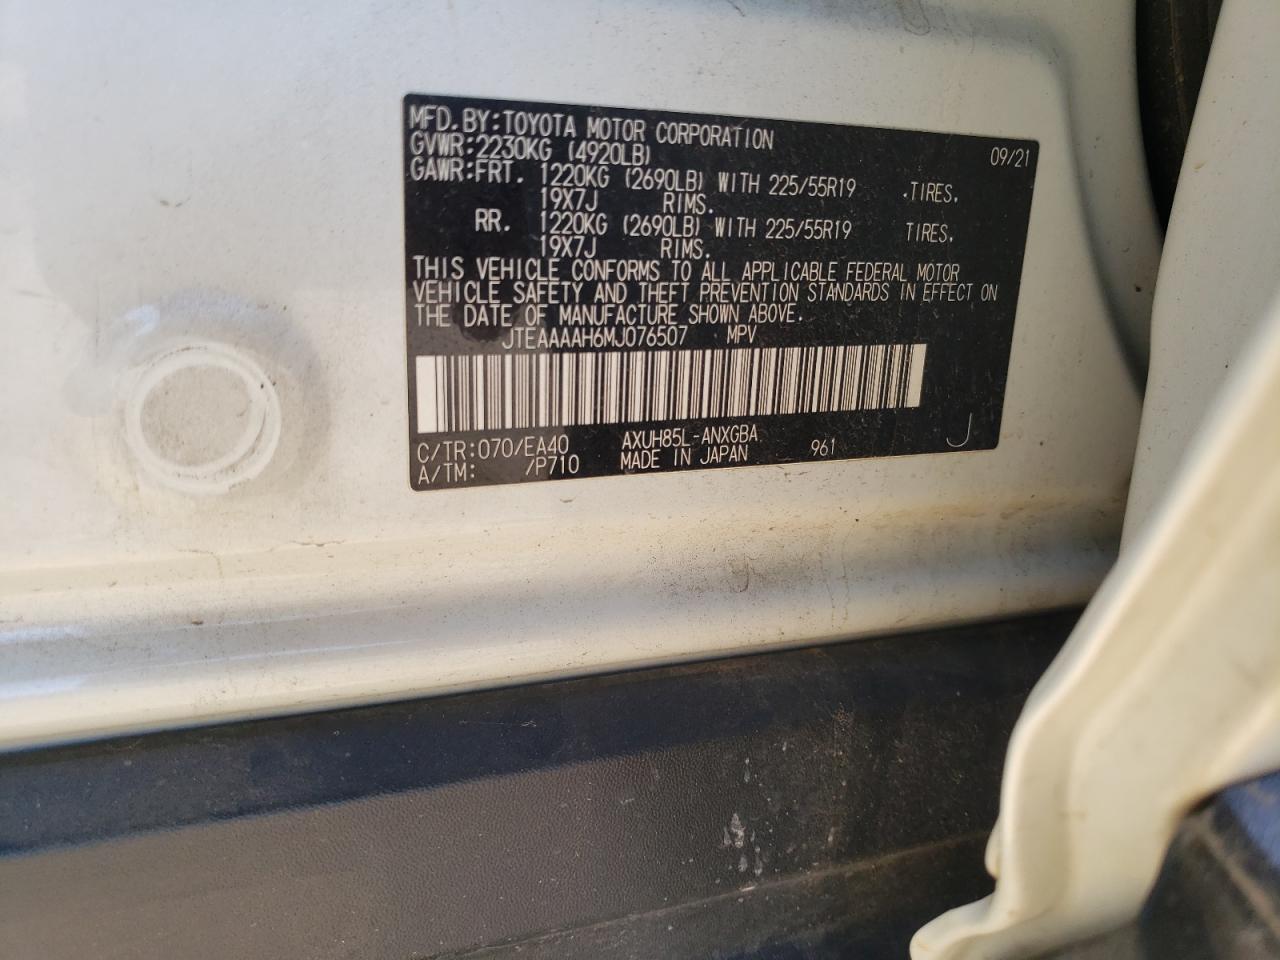 MFD.BY:TOYOTA MOTOR CORPORATION 09/21
GVWR:2230KG (4920LB)
GAWR:FRT. 1220KG (2690LB) WITH 225/55R19 .TIRES.
19X7J RIMS.
RR. 1220KG (2690LB) WITH 225/55R19 TIRES.
19X7J RIMS.
THIS VEHICLE CONFORMS TO ALL APPLICABLE FEDERAL MOTOR
VEHICLE SAFETY AND THEFT PREVENTION STANDARDS IN EFFECT ON
THE DATE OF MANUFACTURE SHOWN ABOVE.
JTEAAAAH6MJ076507 MPV
C/TR:070/EA40 AXUH85L-ANXGBA 961 J
A/TM: /P710 MADE IN JAPAN